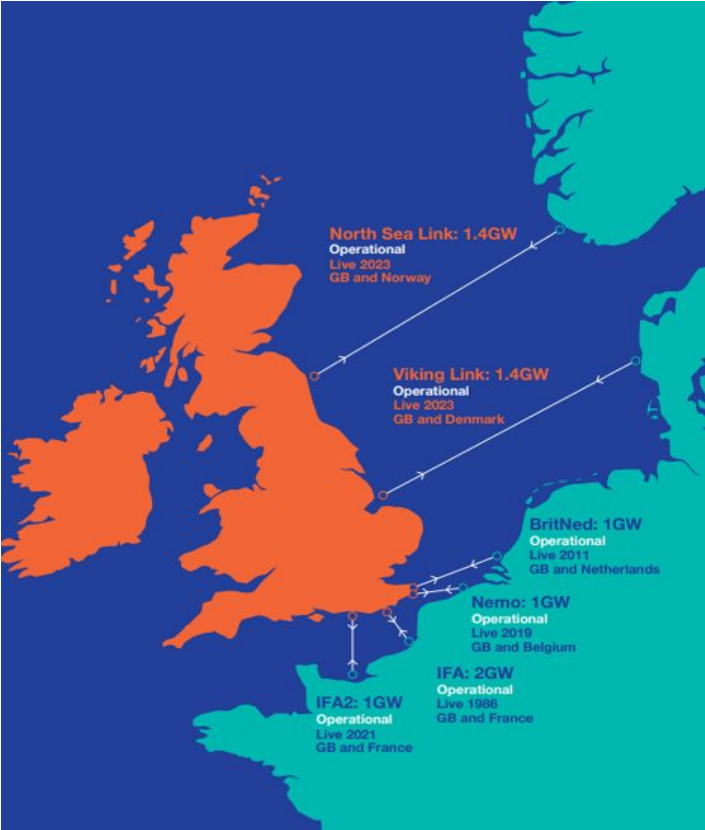 North Sea Link: 1.4GW
Operational
Live 2023
GB and Norway
Viking Link: 1.4GW
Operational
Live 2023
GB and Denmark
BritNed: 1GW
Operational
Live 2011
GB and Netherlands
Nemo: 1GW
Operational
Live 2019
GB and Belgium
IFA: 2GW
Operational
Live 1986
GB and France
IFA2: 1GW
Operational
Live 2021
GB and France